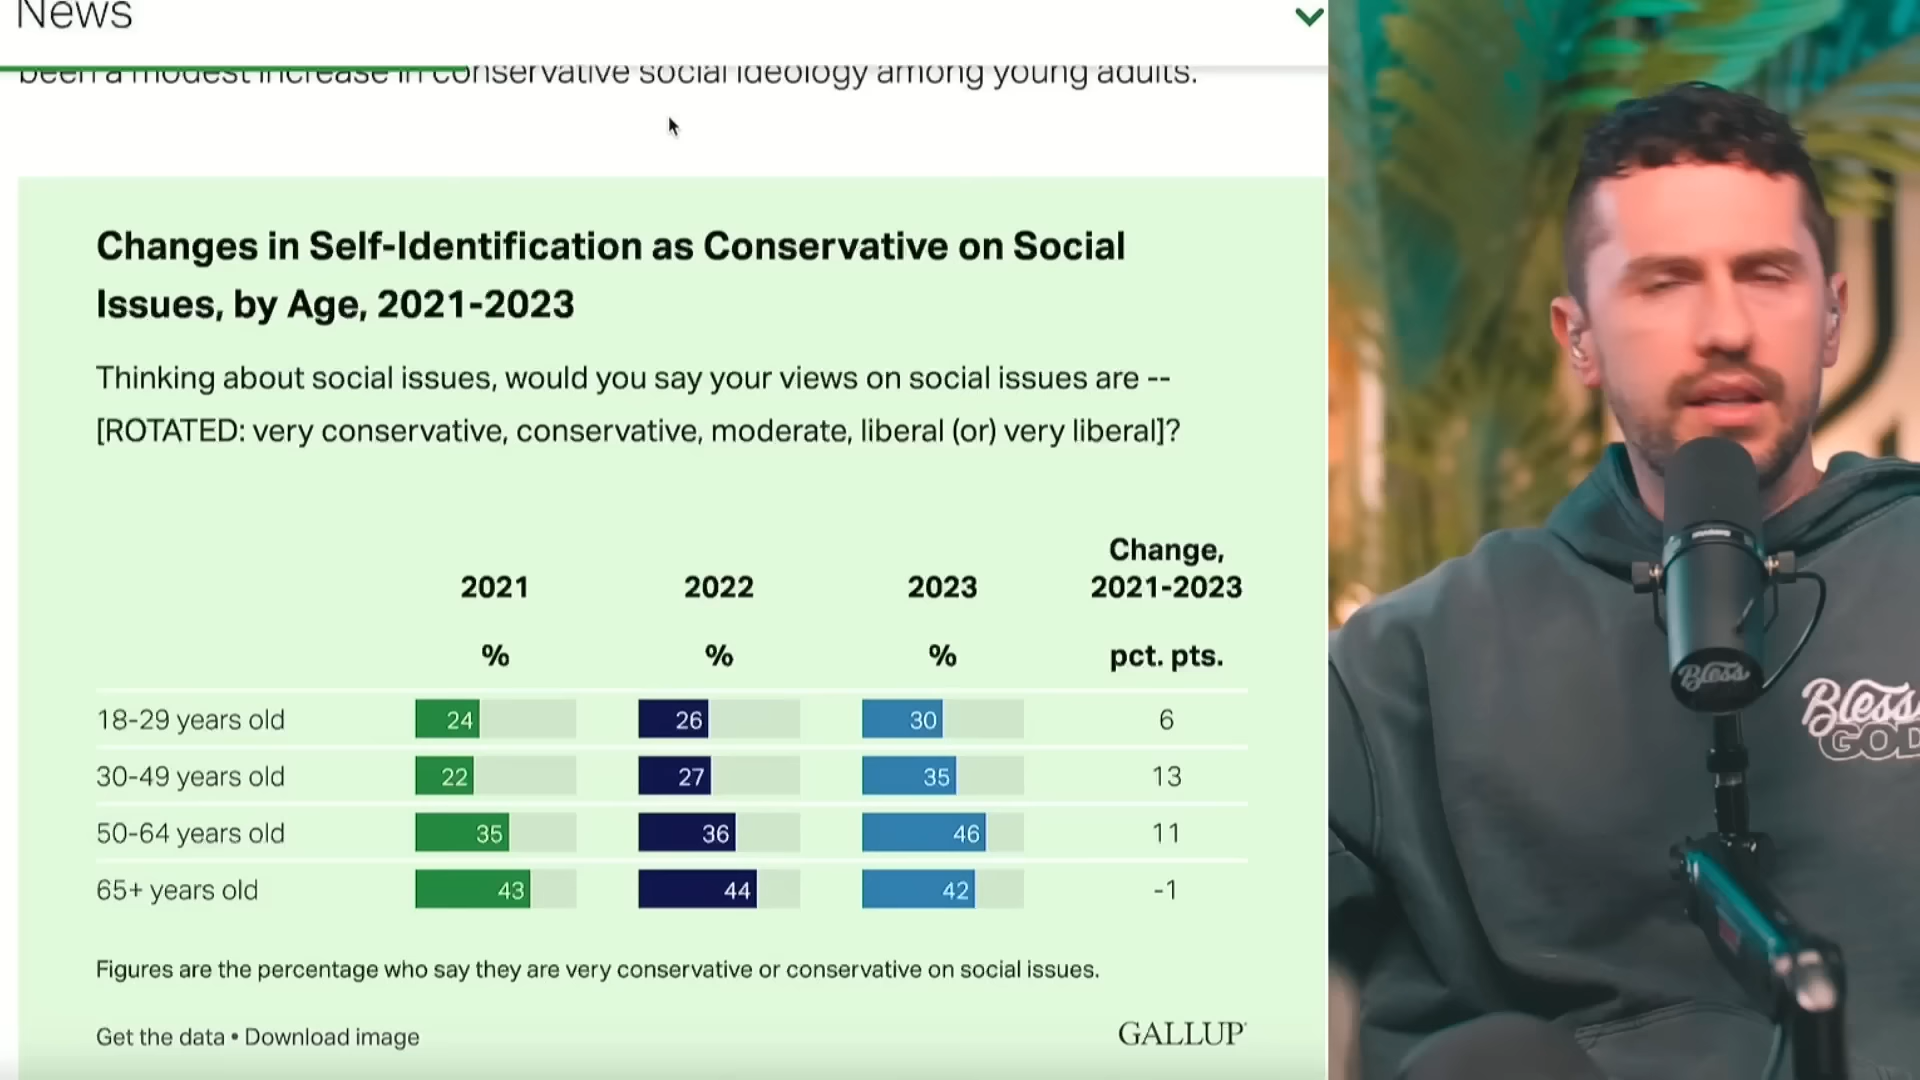 News
been a modest increase in conservative social ideology among young adults.
Changes in Self-Identification as Conservative on Social
Issues, by Age, 2021-2023
Thinking about social issues, would you say your views on social issues are --
[ROTATED: very conservative, conservative, moderate, liberal (or) very liberal]?
Change,
2021 2022 2023 2021-2023
% % % pct. pts.
18-29 years old 24 26 30 6
30-49 years old 22 27 35 13
50-64 years old 35 36 46 11
65+ years old 43 44 42 -1
Figures are the percentage who say they are very conservative or conservative on social issues.
Get the data • Download image
GALLUP
Bless
Bless
GOD